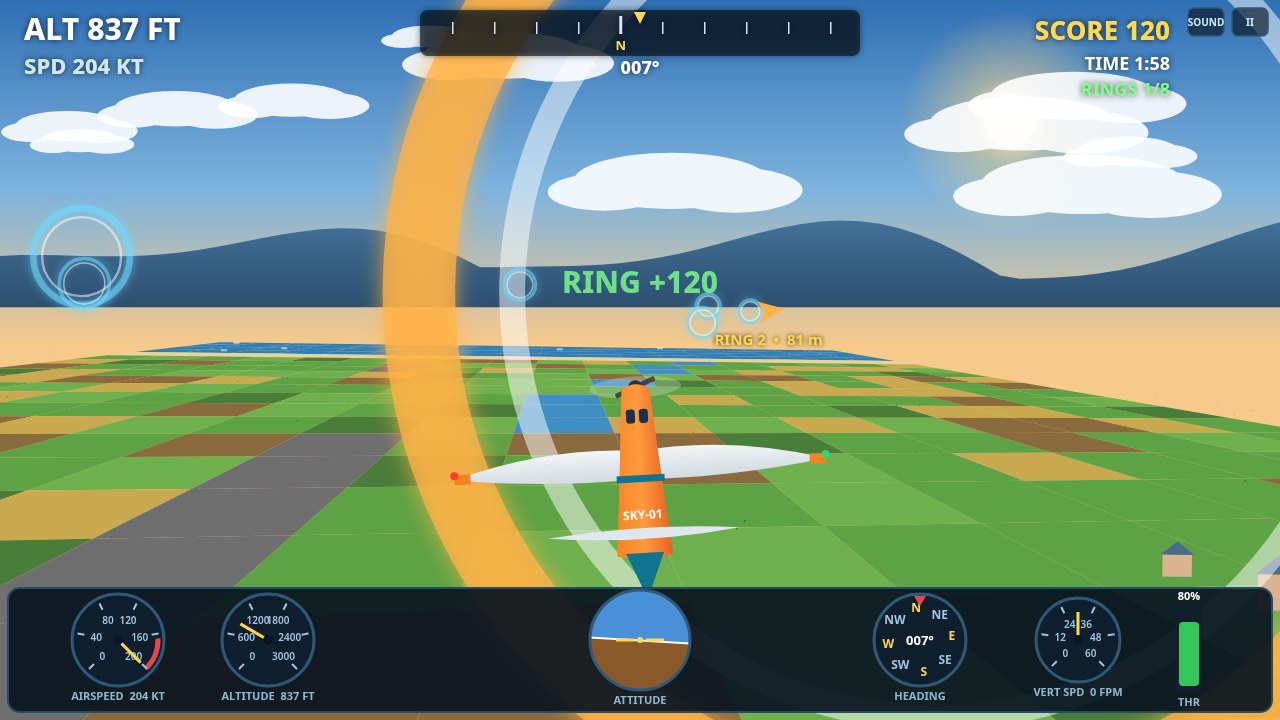 ALT 837 FT
SPD 204 KT
N
007°
SCORE 120
TIME 1:58
RINGS 1/8
SOUND
II
RING +120
RING 2 • 81 m
SKY-01
0 40 80 120 160 200
AIRSPEED 204 KT
0 600 1200 1800 2400 3000
ALTITUDE 837 FT
ATTITUDE
N NE E SE S SW W NW
007°
HEADING
0 12 24 36 48 60
VERT SPD 0 FPM
80%
THR